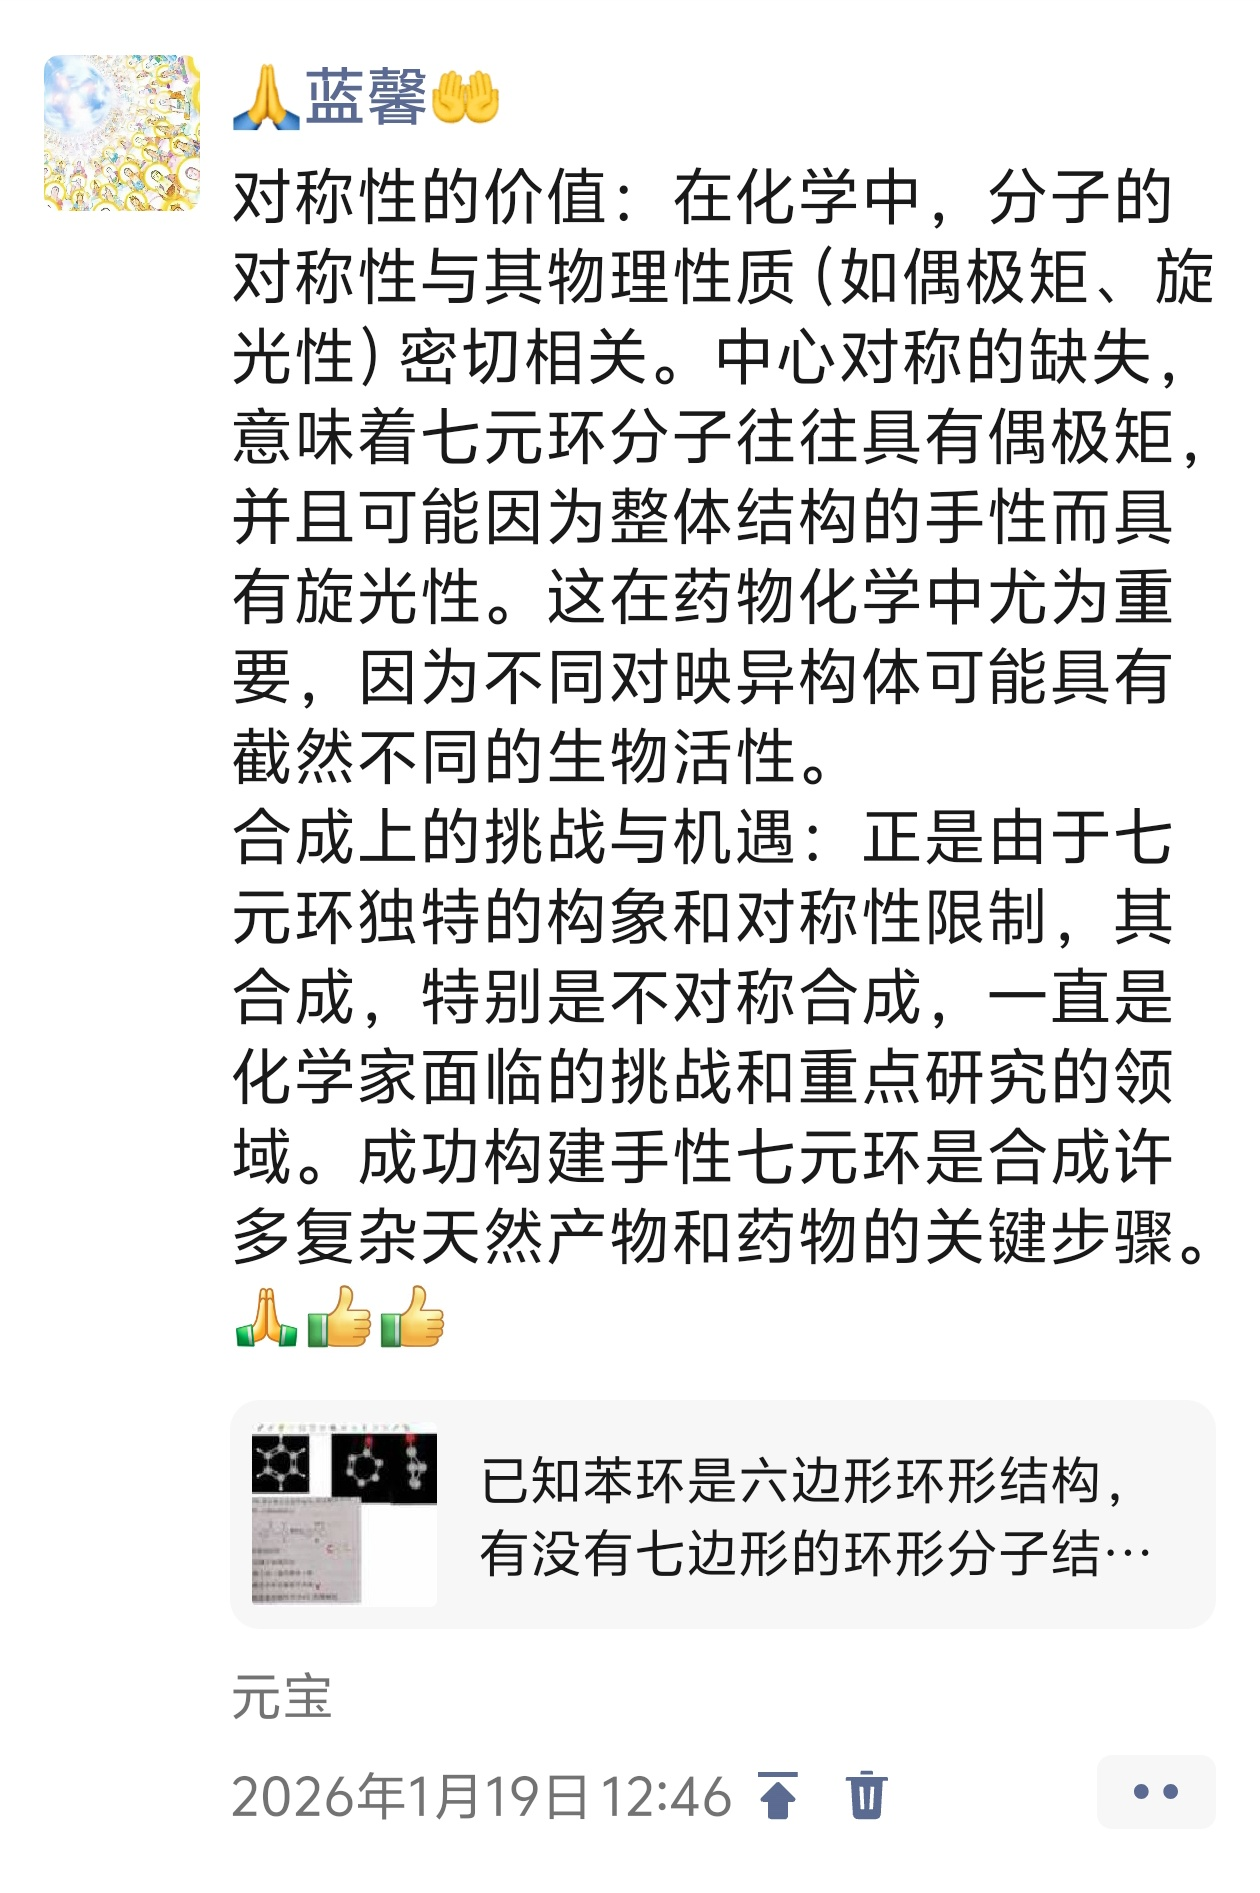 🙏蓝馨🤲
对称性的价值：在化学中，分子的
对称性与其物理性质（如偶极矩、旋
光性）密切相关。中心对称的缺失，
意味着七元环分子往往具有偶极矩，
并且可能因为整体结构的手性而具
有旋光性。这在药物化学中尤为重
要，因为不同对映异构体可能具有
截然不同的生物活性。
合成上的挑战与机遇：正是由于七
元环独特的构象和对称性限制，其
合成，特别是不对称合成，一直是
化学家面临的挑战和重点研究的领
域。成功构建手性七元环是合成许
多复杂天然产物和药物的关键步骤。
🙏👍👍
已知苯环是六边形环形结构，
有没有七边形的环形分子结…
元宝
2026年1月19日 12:46